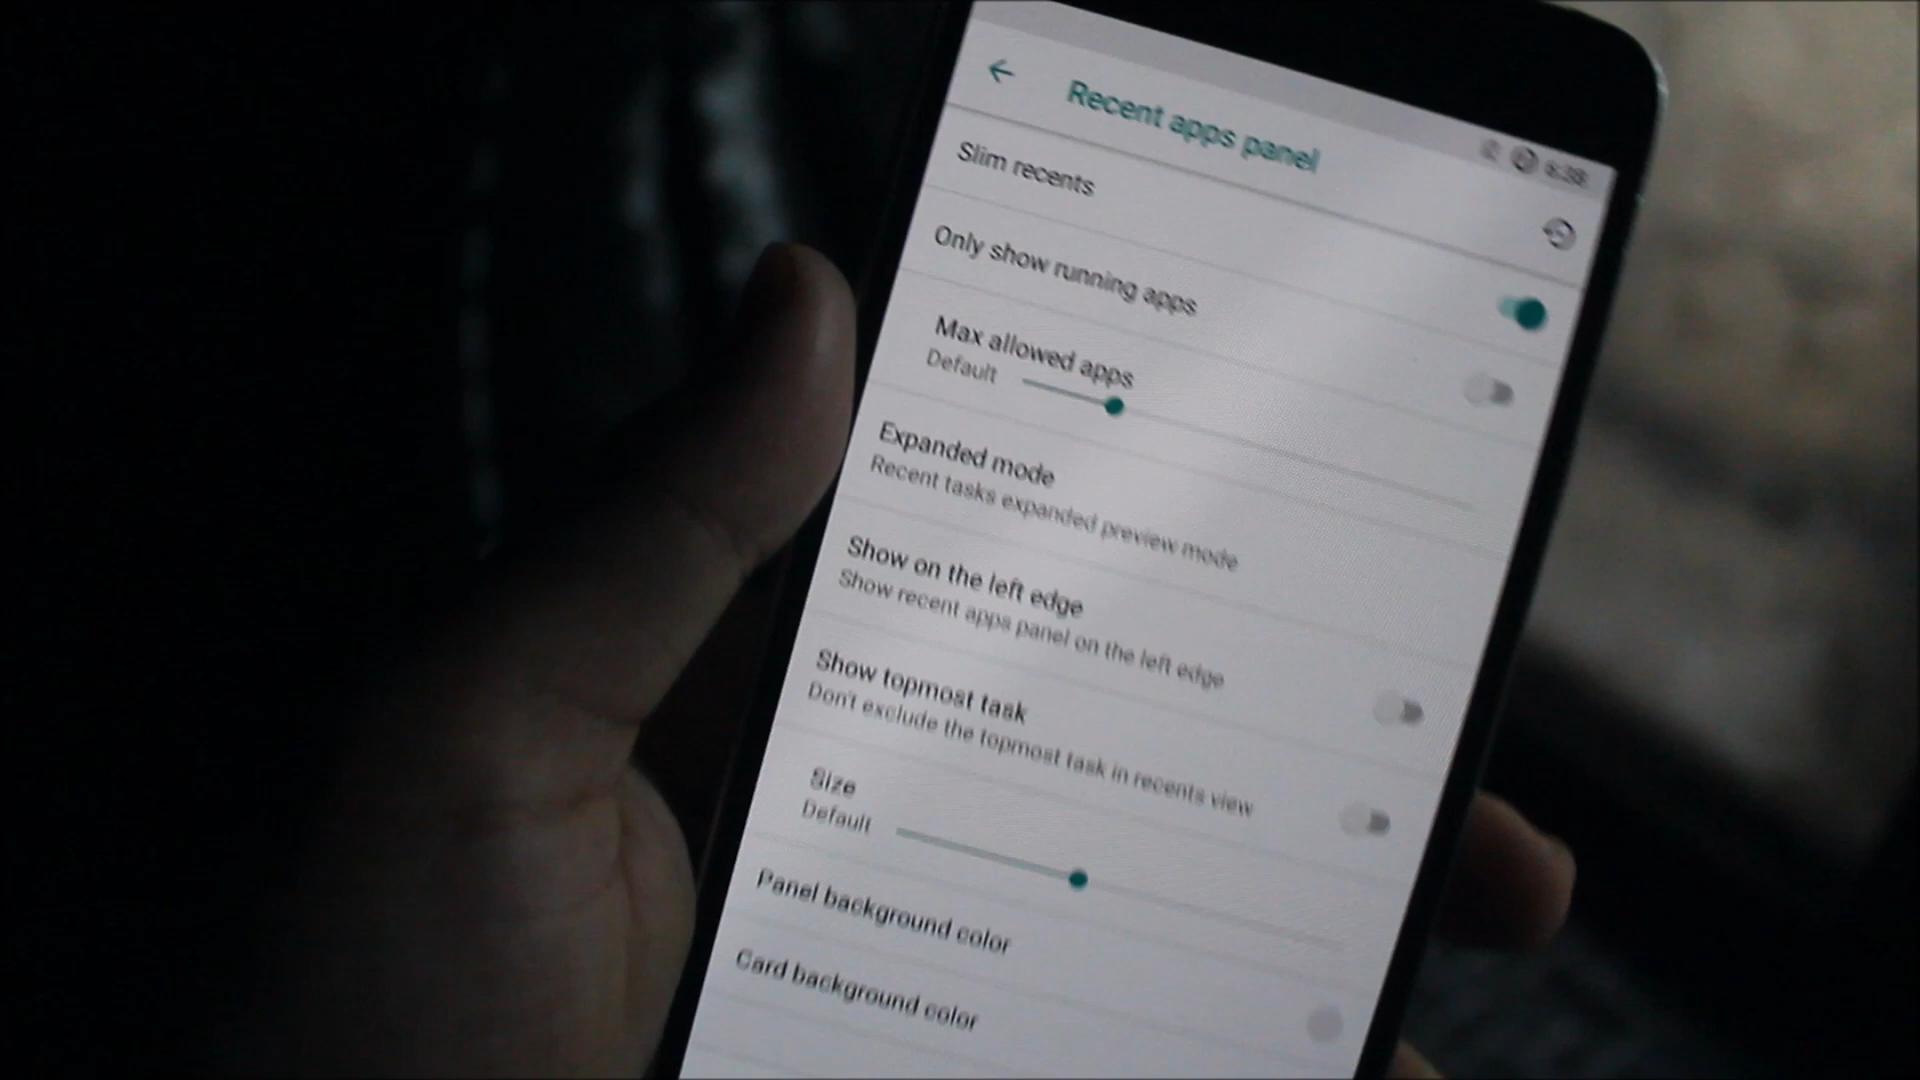 6:38
Recent apps panel
Slim recents
Only show running apps
Max allowed apps
Default
Expanded mode
Recent tasks expanded preview mode
Show on the left edge
Show recent apps panel on the left edge
Show topmost task
Don't exclude the topmost task in recents view
Size
Default
Panel background color
Card background color